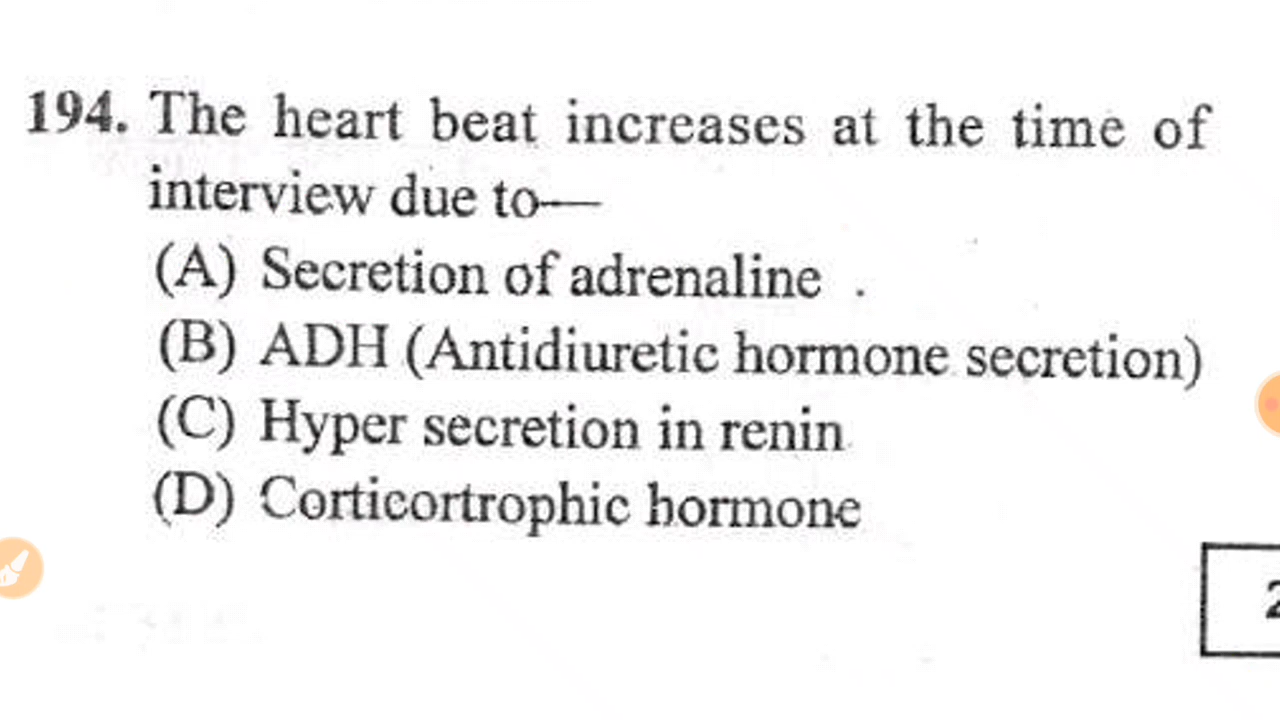 194. The heart beat increases at the time of
interview due to—
(A) Secretion of adrenaline .
(B) ADH (Antidiuretic hormone secretion)
(C) Hyper secretion in renin
(D) Corticortrophic hormone
2